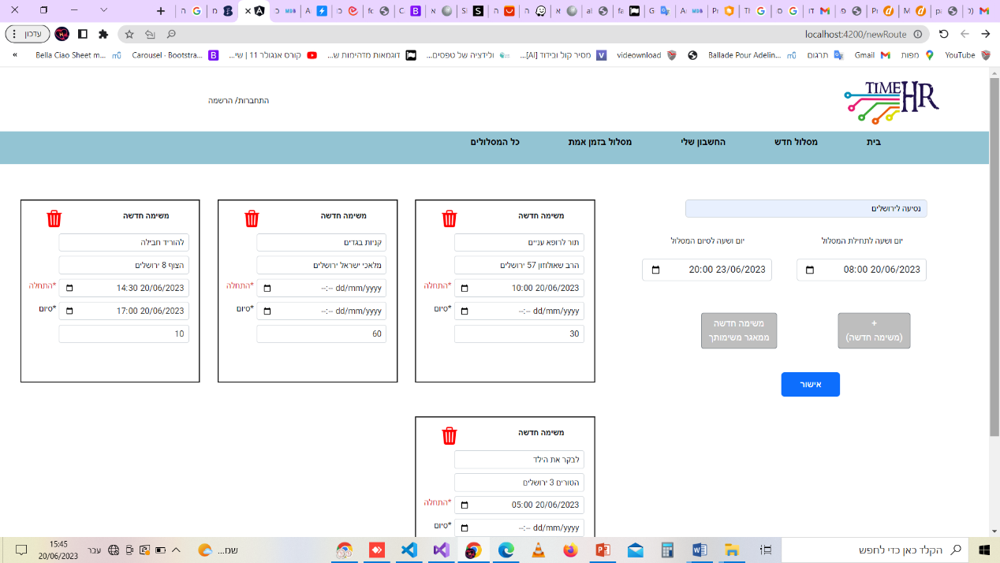 עדכון
localhost:4200/newRoute
YouTube
מפות
Gmail
תרגום
Ballade Pour Adelin...
videownload
מסיר קול ובידוד [AI]...
ולידציה של טפסים...
דוגמאות מדהימות ש...
קורס אנגולר 11 | שי...
Carousel · Bootstra...
Bella Ciao Sheet m...
»
TIME HR
התחברות/ הרשמה
בית
מסלול חדש
החשבון שלי
מסלול בזמן אמת
כל המסלולים
נסיעה לירושלים
יום ושעה לתחילת המסלול
יום ושעה לסיום המסלול
20/06/2023 08:00
23/06/2023 20:00
+
(משימה חדשה)
משימה חדשה
ממאגר משימותך
אישור
משימה חדשה
תור לרופא עניים
הרב שאולזון 57 ירושלים
*התחלה
20/06/2023 10:00
*סיום
dd/mm/yyyy --:--
30
משימה חדשה
קניות בגדים
מלאכי ישראל ירושלים
*התחלה
dd/mm/yyyy --:--
*סיום
dd/mm/yyyy --:--
60
משימה חדשה
להוריד חבילה
הצוף 8 ירושלים
*התחלה
20/06/2023 14:30
*סיום
20/06/2023 17:00
10
משימה חדשה
לבקר את הילד
הטורים 3 ירושלים
*התחלה
20/06/2023 05:00
*סיום
dd/mm/yyyy --:--
הקלד כאן כדי לחפש
שמ...
עבר
15:45
20/06/2023